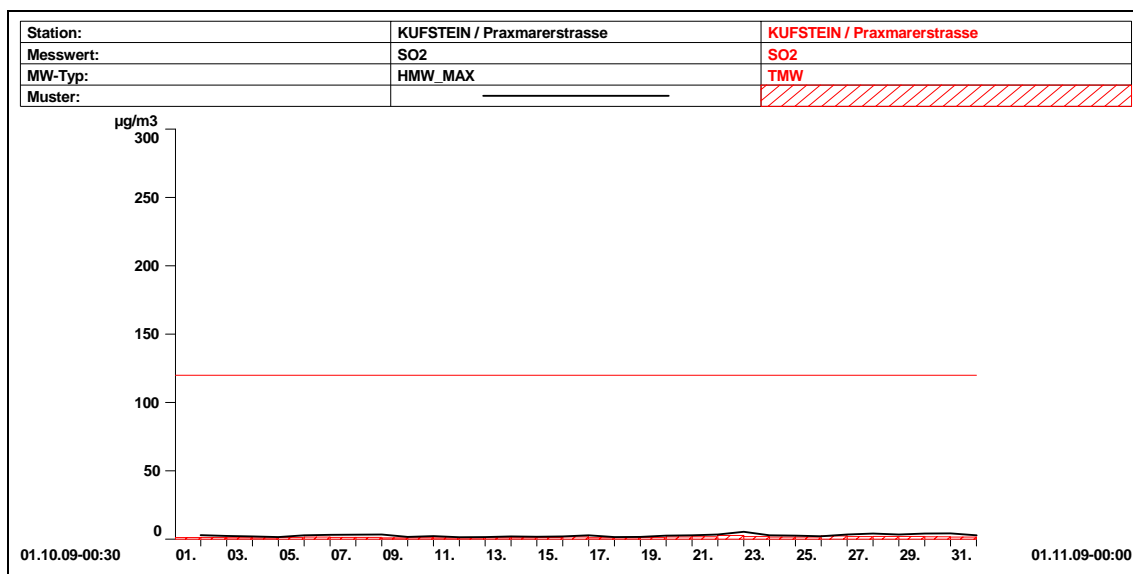 Station: KUFSTEIN / Praxmarerstrasse KUFSTEIN / Praxmarerstrasse
Messwert: SO2 SO2
MW-Typ: HMW_MAX TMW
Muster:
µg/m3
300
250
200
150
100
50
0
01.10.09-00:30 01. 03. 05. 07. 09. 11. 13. 15. 17. 19. 21. 23. 25. 27. 29. 31. 01.11.09-00:00